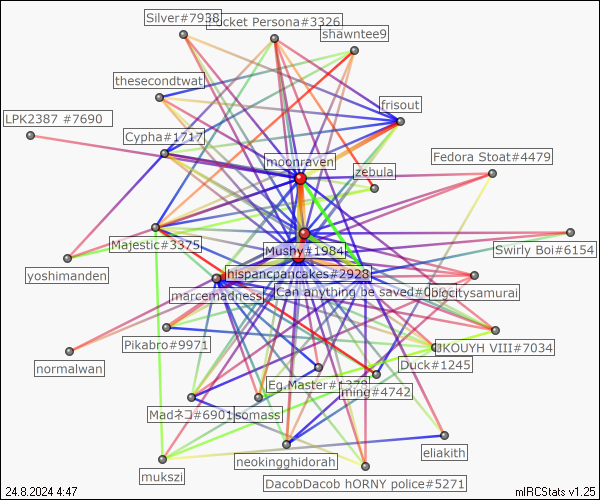 Silver#7938
Pocket Persona#3326
shawntee9
thesecondtwat
frisout
LPK2387 #7690
Cypha#1717
moonraven
zebula
Fedora Stoat#4479
Majestic#3375
Mushy#1984
Swirly Boi#6154
yoshimanden
hispancpancakes#2928
marcemadness
Can anything be saved#0
bocitysamurai
Pikabro#9971
JKOUYH VIII#7034
normalwan
Duck#1245
Eg.Master#1378
ming#4742
Madネコ#6901
somass
neokingghidorah
eliakith
mukszi
DacobDacob hORNY police#5271
24.8.2024 4:47
mIRCStats v1.25